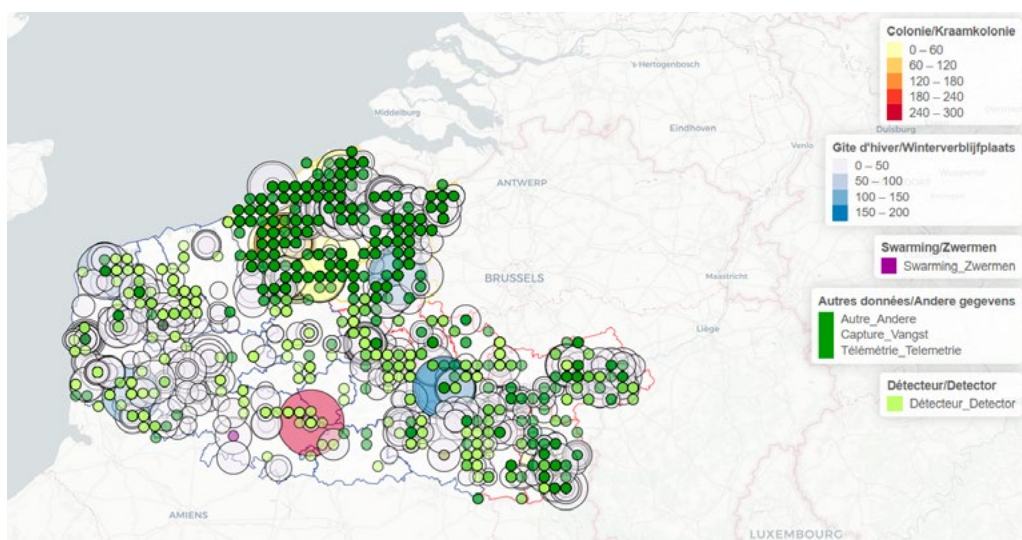 Colonie/Kraamkolonie
0 – 60
60 – 120
120 – 180
180 – 240
240 – 300
's-Hertogenbosch
Middelburg
Eindhoven
Duisburg
Venlo
Gîte d'hiver/Winterverblijfplaats
0 – 50
50 – 100
100 – 150
150 – 200
ANTWERP
Swarming/Zwermen
Swarming_Zwermen
BRUSSELS
Maastricht
Autres données/Andere gegevens
Autre_Andere
Capture_Vangst
Télémétrie_Telemetrie
Liège
Détecteur/Detector
Détecteur_Detector
AMIENS
LUXEMBOURG